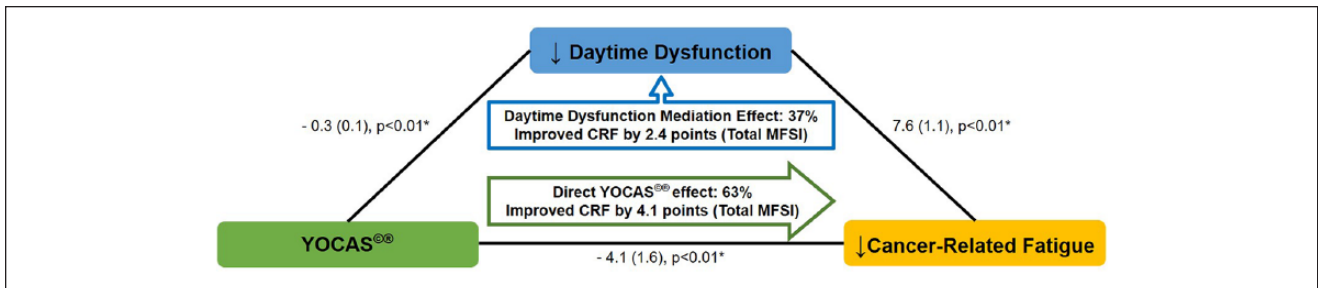 ↓ Daytime Dysfunction
Daytime Dysfunction Mediation Effect: 37%
Improved CRF by 2.4 points (Total MFSI)
- 0.3 (0.1), p<0.01*
7.6 (1.1), p<0.01*
Direct YOCAS©® effect: 63%
Improved CRF by 4.1 points (Total MFSI)
YOCAS©®
↓Cancer-Related Fatigue
- 4.1 (1.6), p<0.01*